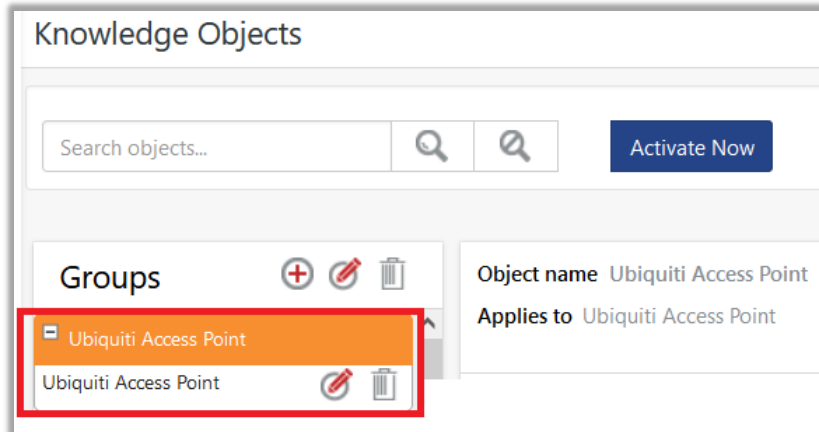 Knowledge Objects
Search objects...
Activate Now
Groups
Ubiquiti Access Point
Ubiquiti Access Point
Object name Ubiquiti Access Point
Applies to Ubiquiti Access Point